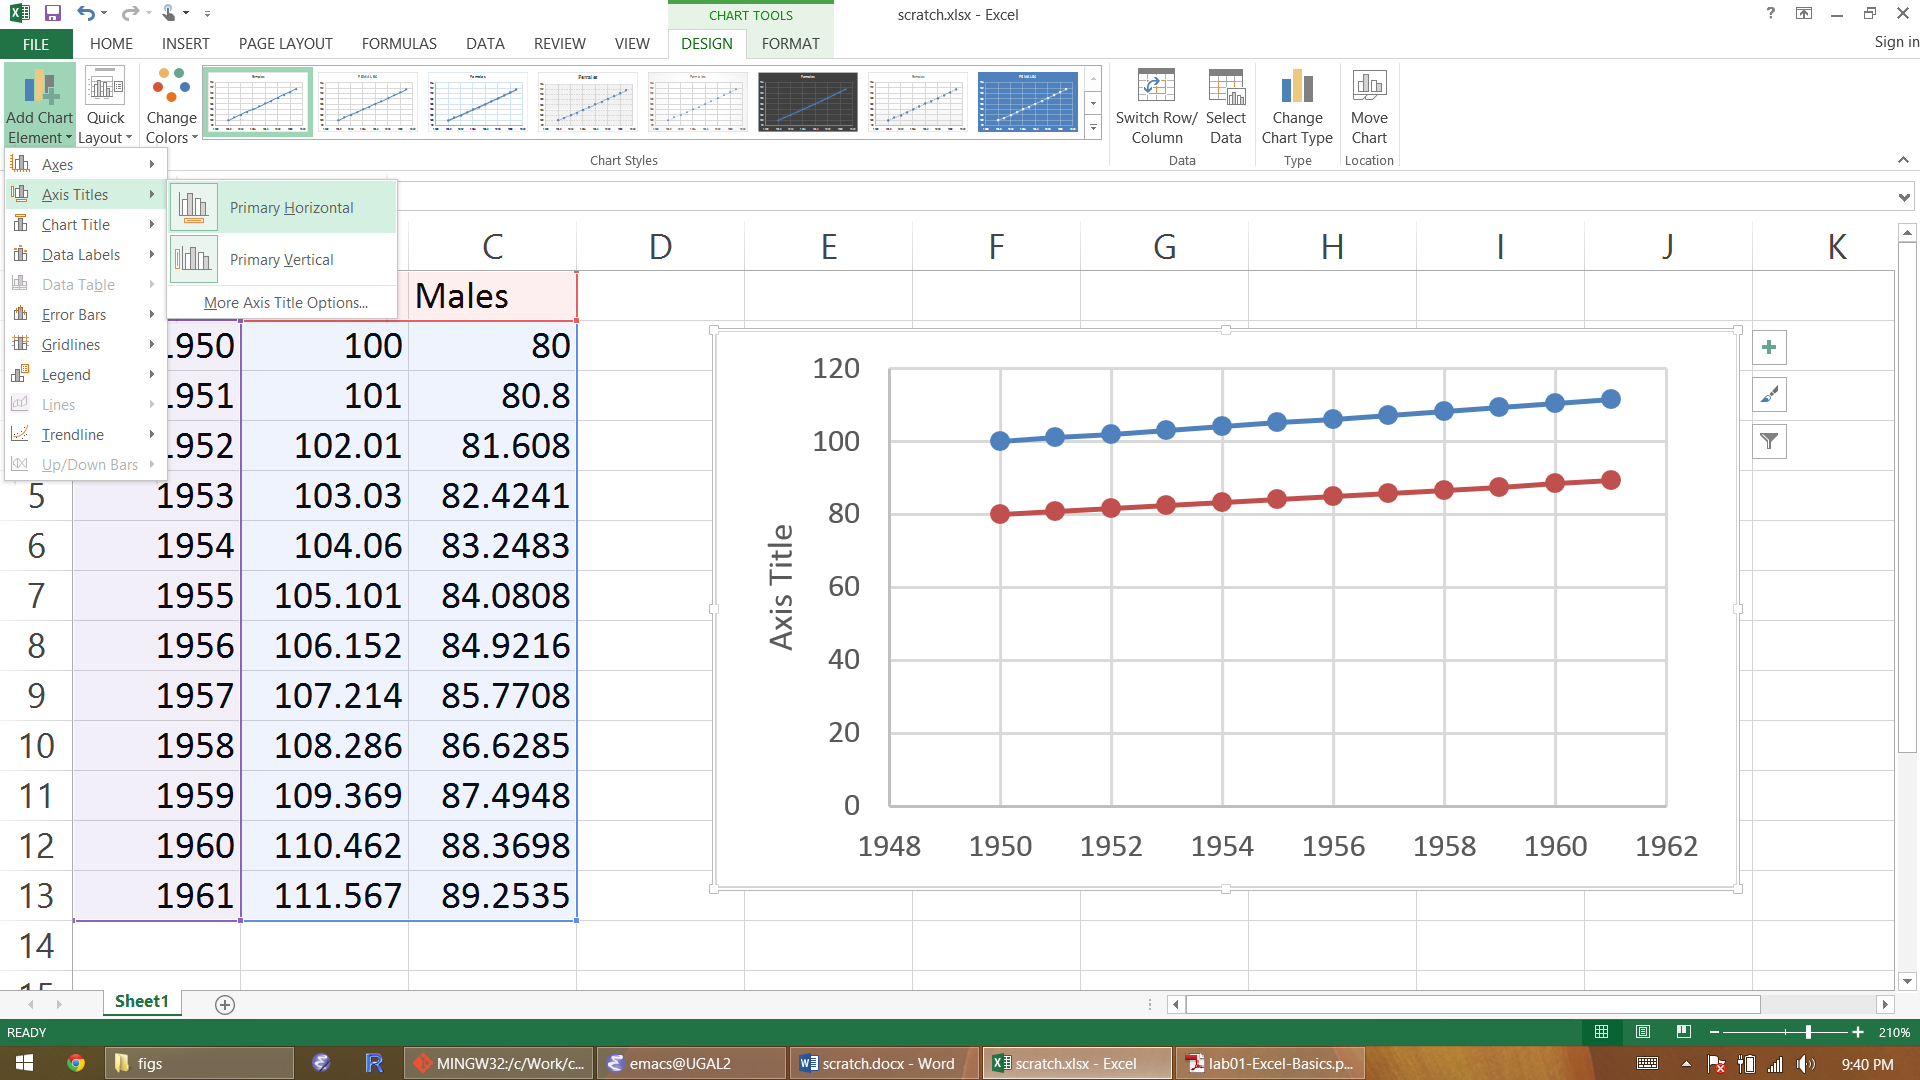 CHART TOOLS
scratch.xlsx - Excel
?
FILE HOME INSERT PAGE LAYOUT FORMULAS DATA REVIEW VIEW DESIGN FORMAT
Sign in
Add Chart Element
Quick Layout
Change Colors
Switch Row/ Column
Select Data
Change Chart Type
Move Chart
Chart Styles
Data
Type
Location
Axes
Axis Titles
Chart Title
Data Labels
Data Table
Error Bars
Gridlines
Legend
Lines
Trendline
Up/Down Bars
Primary Horizontal
Primary Vertical
More Axis Title Options...
C D E F G H I J K
Males
1950 100 80
1951 101 80.8
1952 102.01 81.608
5 1953 103.03 82.4241
6 1954 104.06 83.2483
7 1955 105.101 84.0808
8 1956 106.152 84.9216
9 1957 107.214 85.7708
10 1958 108.286 86.6285
11 1959 109.369 87.4948
12 1960 110.462 88.3698
13 1961 111.567 89.2535
14
15
120
100
80
60
40
20
0
Axis Title
1948 1950 1952 1954 1956 1958 1960 1962
Sheet1
READY
210%
figs
MINGW32:/c/Work/c...
emacs@UGAL2
scratch.docx - Word
scratch.xlsx - Excel
lab01-Excel-Basics.p...
9:40 PM